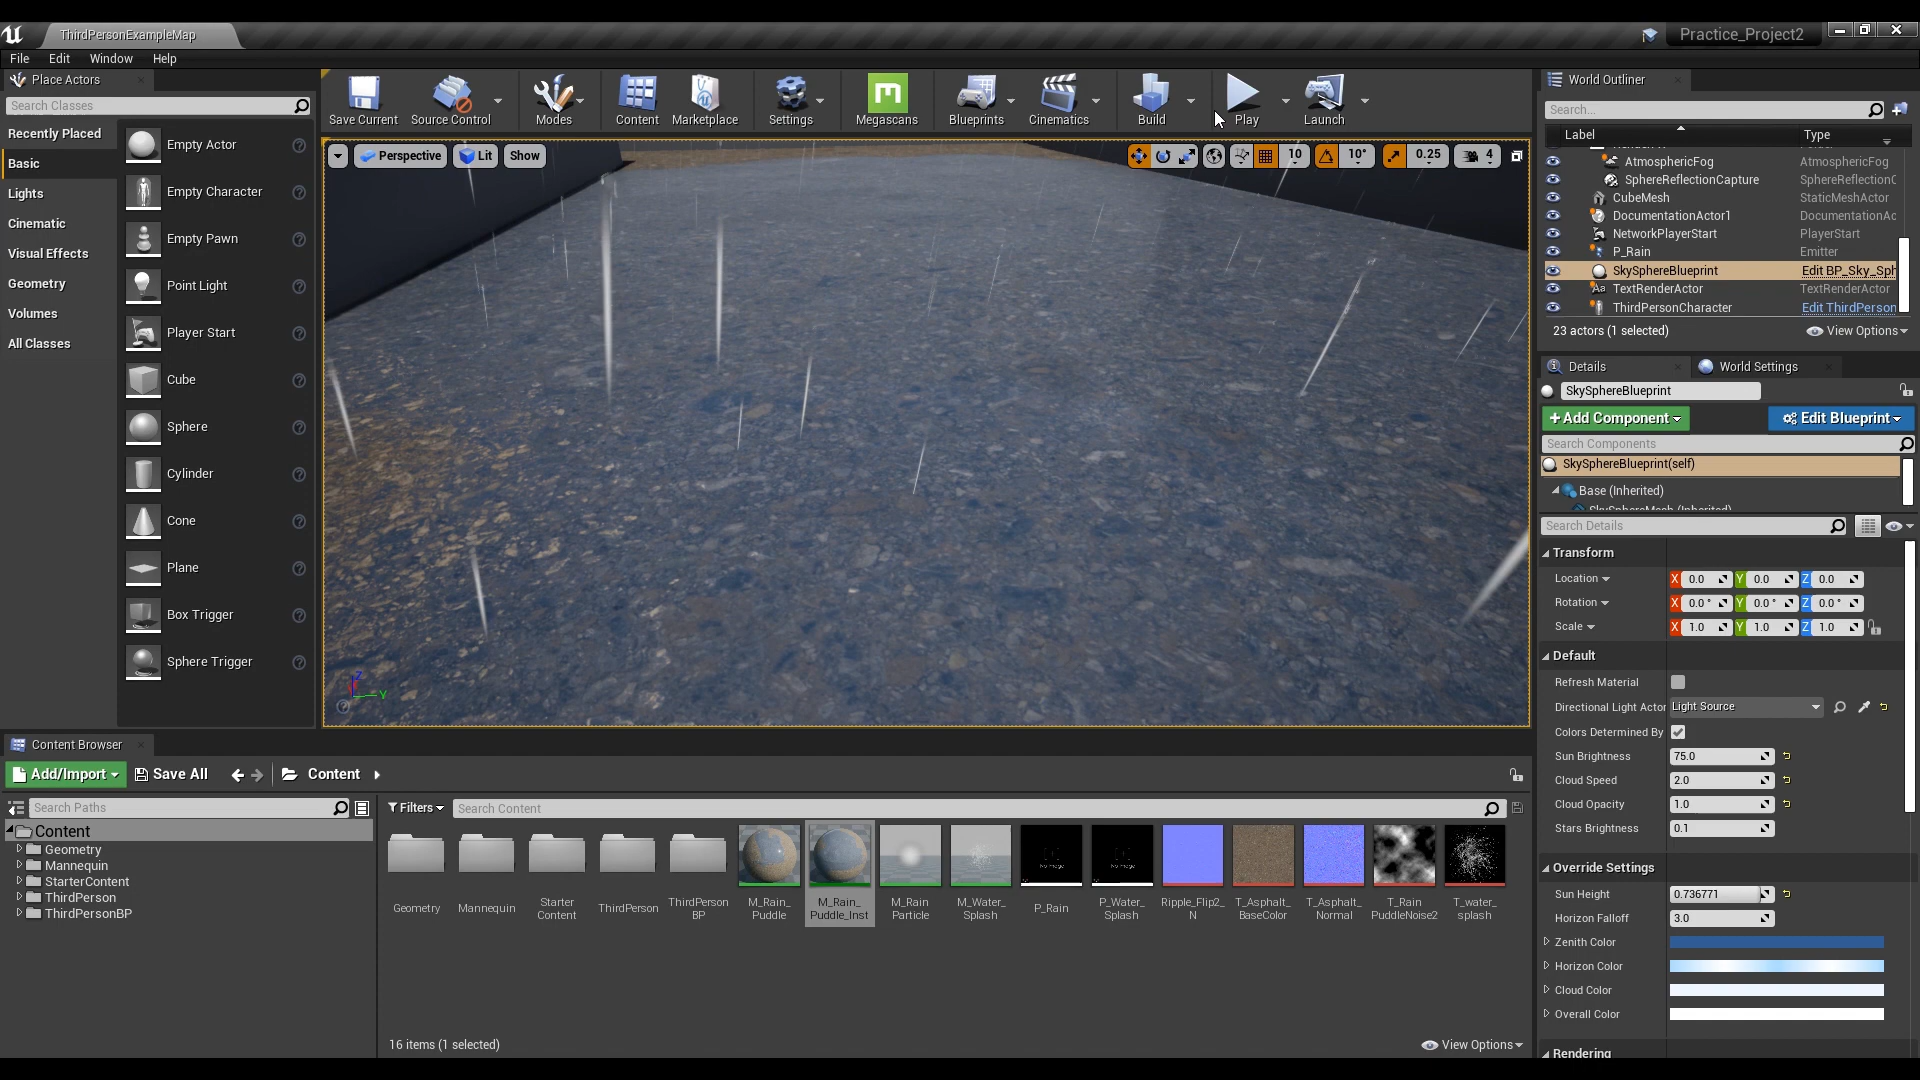 ThirdPersonExampleMap
Practice_Project2
File Edit Window Help
Place Actors
Search Classes
Recently Placed
Basic
Lights
Cinematic
Visual Effects
Geometry
Volumes
All Classes
Empty Actor
Empty Character
Empty Pawn
Point Light
Player Start
Cube
Sphere
Cylinder
Cone
Plane
Box Trigger
Sphere Trigger
Save Current Source Control Modes Content Marketplace Settings Megascans Blueprints Cinematics Build Play Launch
Perspective Lit Show
10 10° 0.25 4
World Outliner
Search...
Label Type
AtmosphericFog AtmosphericFog
SphereReflectionCapture SphereReflectionC
CubeMesh StaticMeshActor
DocumentationActor1 DocumentationAc
NetworkPlayerStart PlayerStart
P_Rain Emitter
SkySphereBlueprint Edit BP_Sky_Sph
TextRenderActor TextRenderActor
ThirdPersonCharacter Edit ThirdPerson
23 actors (1 selected) View Options
Details World Settings
SkySphereBlueprint
+Add Component Edit Blueprint
Search Components
SkySphereBlueprint(self)
Base (Inherited)
SkySphereMesh (Inherited)
Search Details
Transform
Location X 0.0 Y 0.0 Z 0.0
Rotation X 0.0 ° Y 0.0 ° Z 0.0 °
Scale X 1.0 Y 1.0 Z 1.0
Default
Refresh Material
Directional Light Actor Light Source
Colors Determined By
Sun Brightness 75.0
Cloud Speed 2.0
Cloud Opacity 1.0
Stars Brightness 0.1
Override Settings
Sun Height 0.736771
Horizon Falloff 3.0
Zenith Color
Horizon Color
Cloud Color
Overall Color
Rendering
Z
Y
Content Browser
Add/Import Save All Content
Search Paths
Content
Geometry
Mannequin
StarterContent
ThirdPerson
ThirdPersonBP
Filters Search Content
Geometry
Mannequin
Starter
Content
ThirdPerson
ThirdPerson
BP
M_Rain_
Puddle
M_Rain_
Puddle_Inst
M_Rain
Particle
M_Water_
Splash
P_Rain
P_Water_
Splash
Ripple_Flip2_
N
T_Asphalt_
BaseColor
T_Asphalt_
Normal
T_Rain
PuddleNoise2
T_water_
splash
16 items (1 selected) View Options